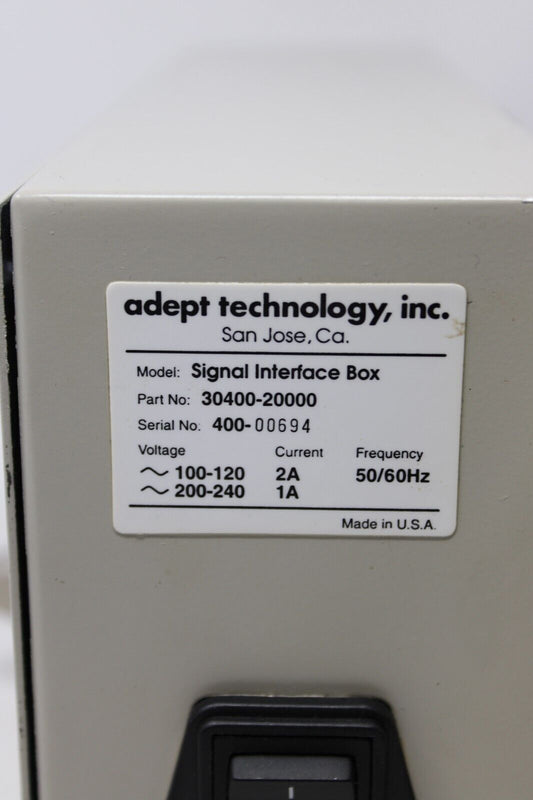 adept technology, inc.
San Jose, Ca.
Model: Signal Interface Box
Part No: 30400-20000
Serial No. 400-00694
Voltage Current Frequency
～ 100-120 2A 50/60Hz
～ 200-240 1A
Made in U.S.A.
I